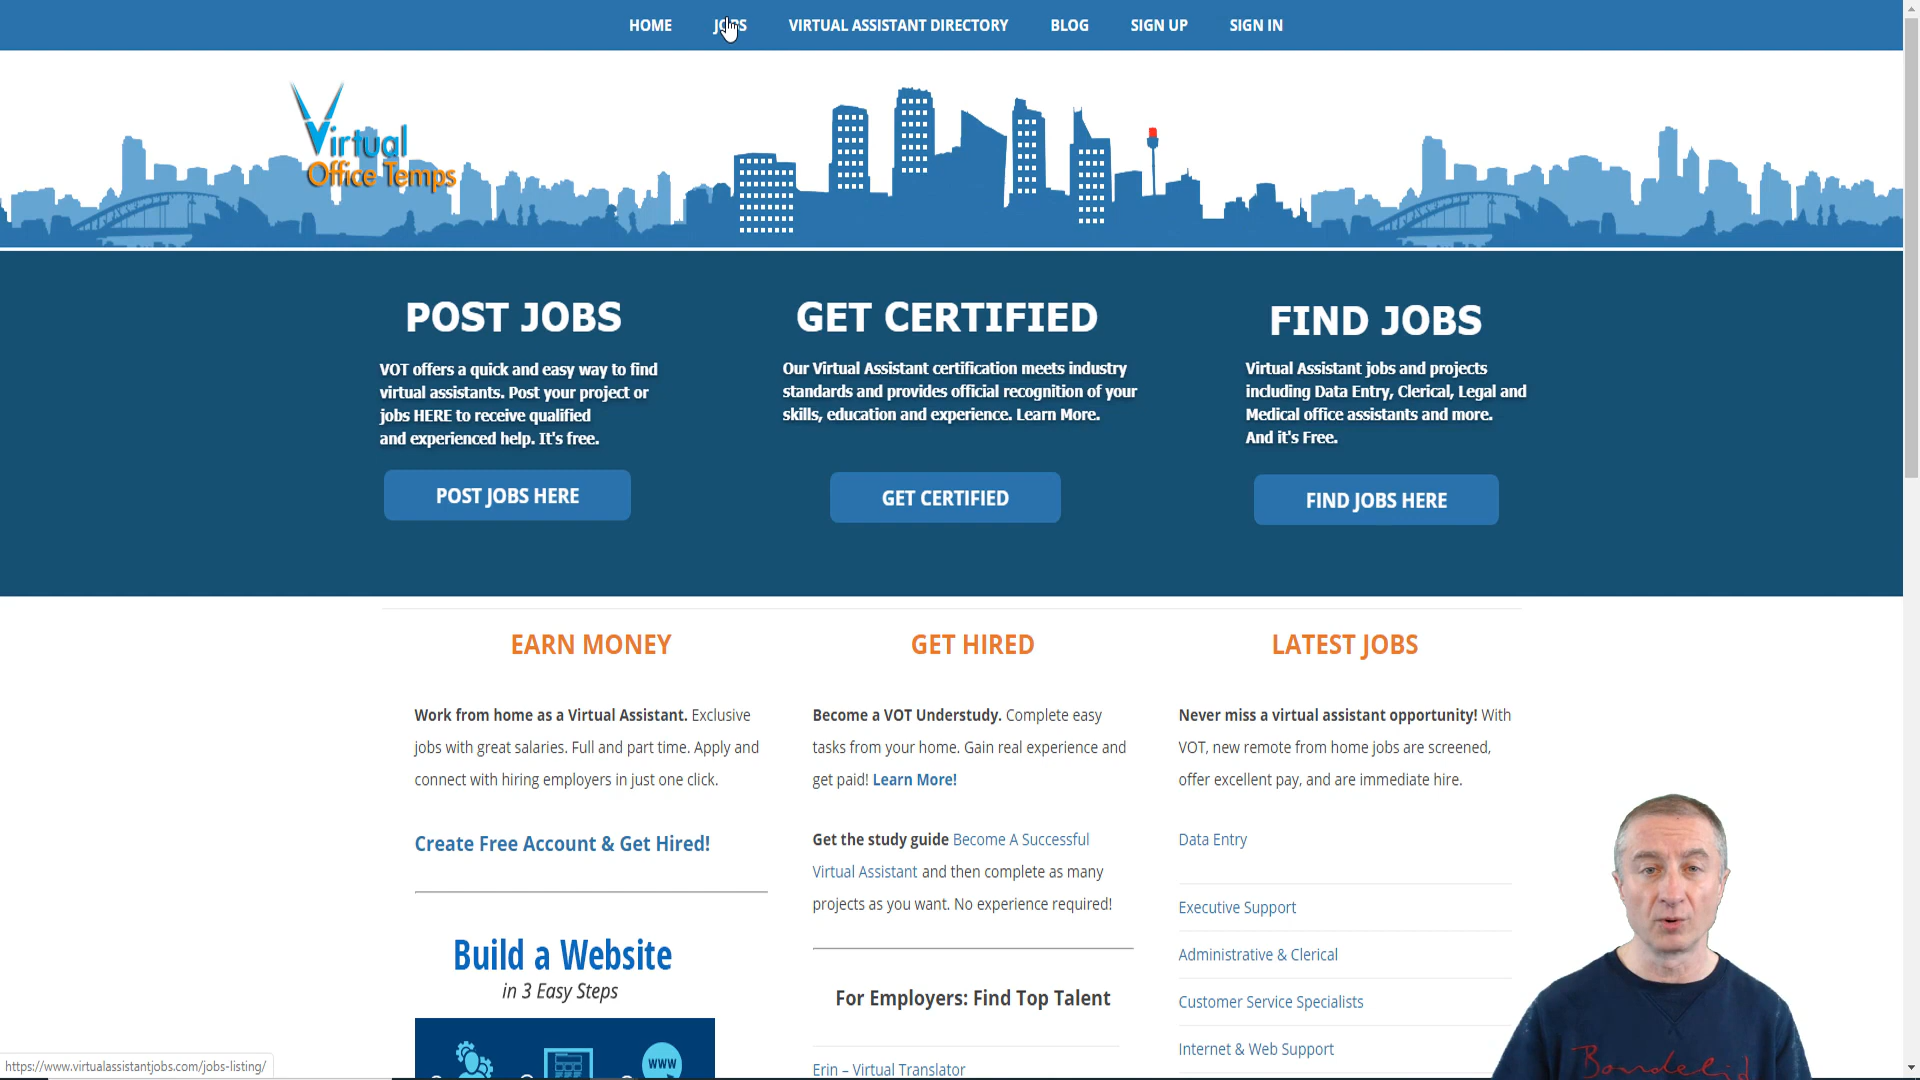 HOME JOBS VIRTUAL ASSISTANT DIRECTORY BLOG SIGN UP SIGN IN
Virtual
Office Temps
POST JOBS
VOT offers a quick and easy way to find
virtual assistants. Post your project or
jobs HERE to receive qualified
and experienced help. It's free.
POST JOBS HERE
GET CERTIFIED
Our Virtual Assistant certification meets industry
standards and provides official recognition of your
skills, education and experience. Learn More.
GET CERTIFIED
FIND JOBS
Virtual Assistant jobs and projects
including Data Entry, Clerical, Legal and
Medical office assistants and more.
And it's Free.
FIND JOBS HERE
EARN MONEY
Work from home as a Virtual Assistant. Exclusive
jobs with great salaries. Full and part time. Apply and
connect with hiring employers in just one click.
Create Free Account & Get Hired!
Build a Website
in 3 Easy Steps
WWW
GET HIRED
Become a VOT Understudy. Complete easy
tasks from your home. Gain real experience and
get paid! Learn More!
Get the study guide Become A Successful
Virtual Assistant and then complete as many
projects as you want. No experience required!
For Employers: Find Top Talent
Erin – Virtual Translator
LATEST JOBS
Never miss a virtual assistant opportunity! With
VOT, new remote from home jobs are screened,
offer excellent pay, and are immediate hire.
Data Entry
Executive Support
Administrative & Clerical
Customer Service Specialists
Internet & Web Support
https://www.virtualassistantjobs.com/jobs-listing/